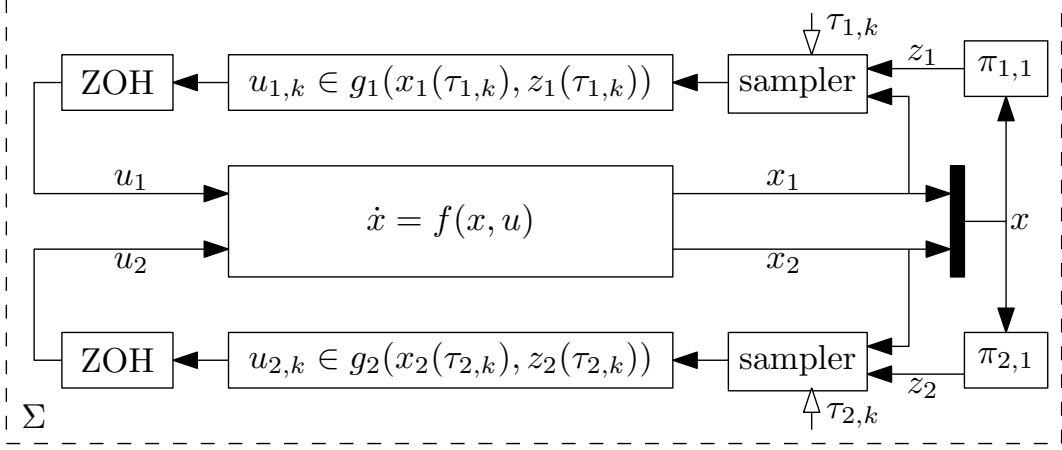 τ₁,ₖ
ZOH u₁,ₖ ∈ g₁(x₁(τ₁,ₖ), z₁(τ₁,ₖ)) sampler z₁ π₁,₁
u₁ x₁
ẋ = f(x, u) x
u₂ x₂
ZOH u₂,ₖ ∈ g₂(x₂(τ₂,ₖ), z₂(τ₂,ₖ)) sampler z₂ π₂,₁
Σ τ₂,ₖ